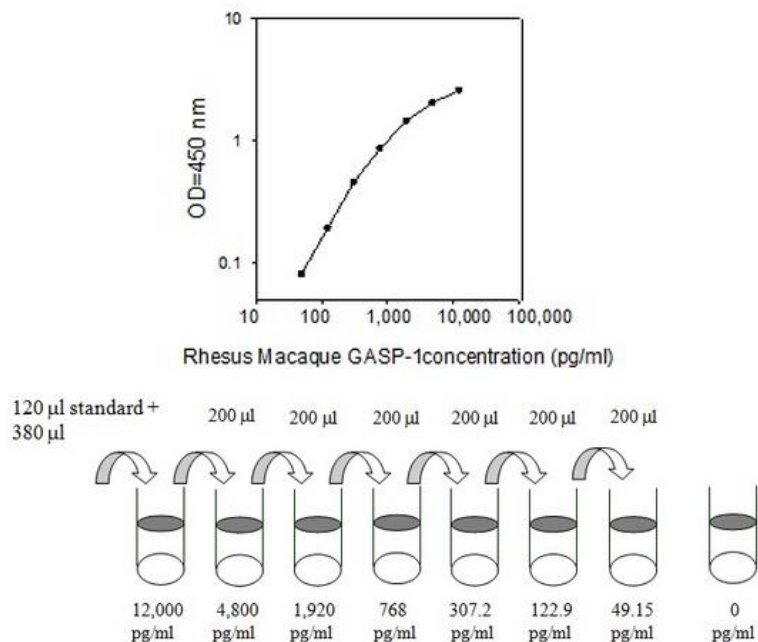 10
1
0.1
OD=450 nm
10 100 1,000 10,000 100,000
Rhesus Macaque GASP-1concentration (pg/ml)
120 µl standard +
380 µl
200 µl 200 µl 200 µl 200 µl 200 µl 200 µl
12,000 4,800 1,920 768 307.2 122.9 49.15 0
pg/ml pg/ml pg/ml pg/ml pg/ml pg/ml pg/ml pg/ml